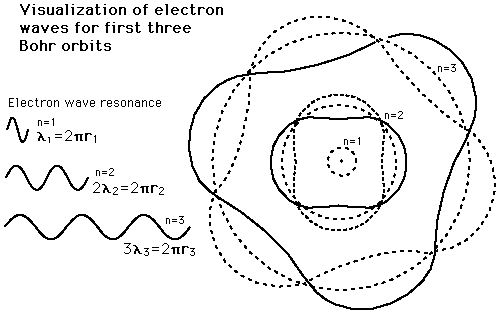 Visualization of electron
waves for first three
Bohr orbits
Electron wave resonance
n=1
λ₁=2πr₁
n=2
2λ₂=2πr₂
n=3
3λ₃=2πr₃
n=3
n=2
n=1